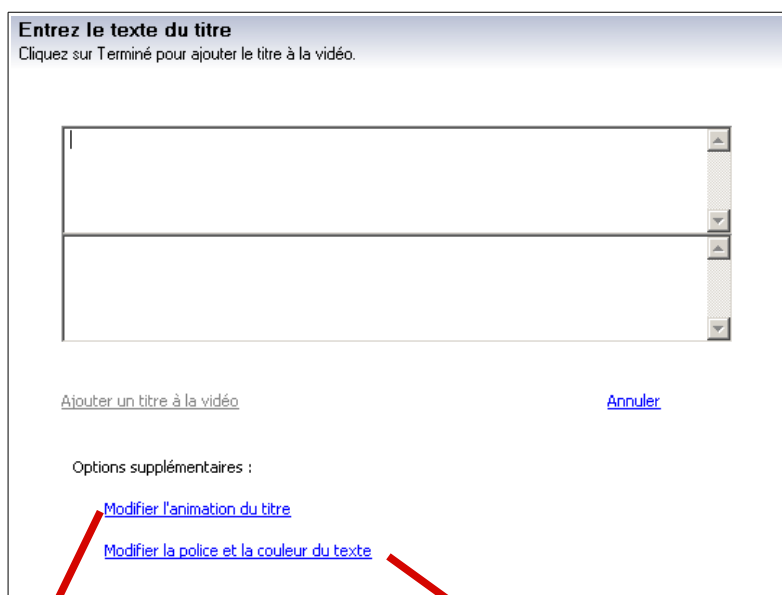 Entrez le texte du titre
Cliquez sur Terminé pour ajouter le titre à la vidéo.
Ajouter un titre à la vidéo
Annuler
Options supplémentaires :
Modifier l'animation du titre
Modifier la police et la couleur du texte